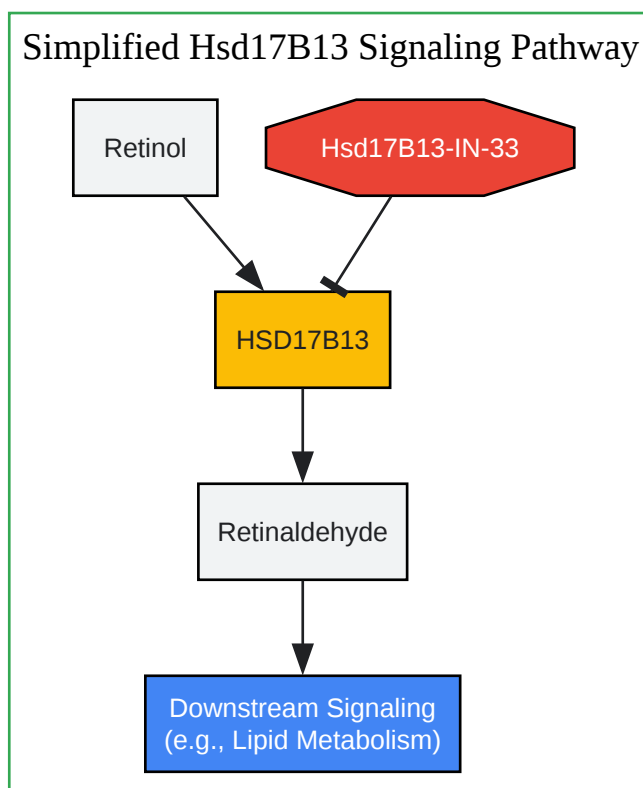 Simplified Hsd17B13 Signaling Pathway
Retinol
Hsd17B13-IN-33
HSD17B13
Retinaldehyde
Downstream Signaling
(e.g., Lipid Metabolism)